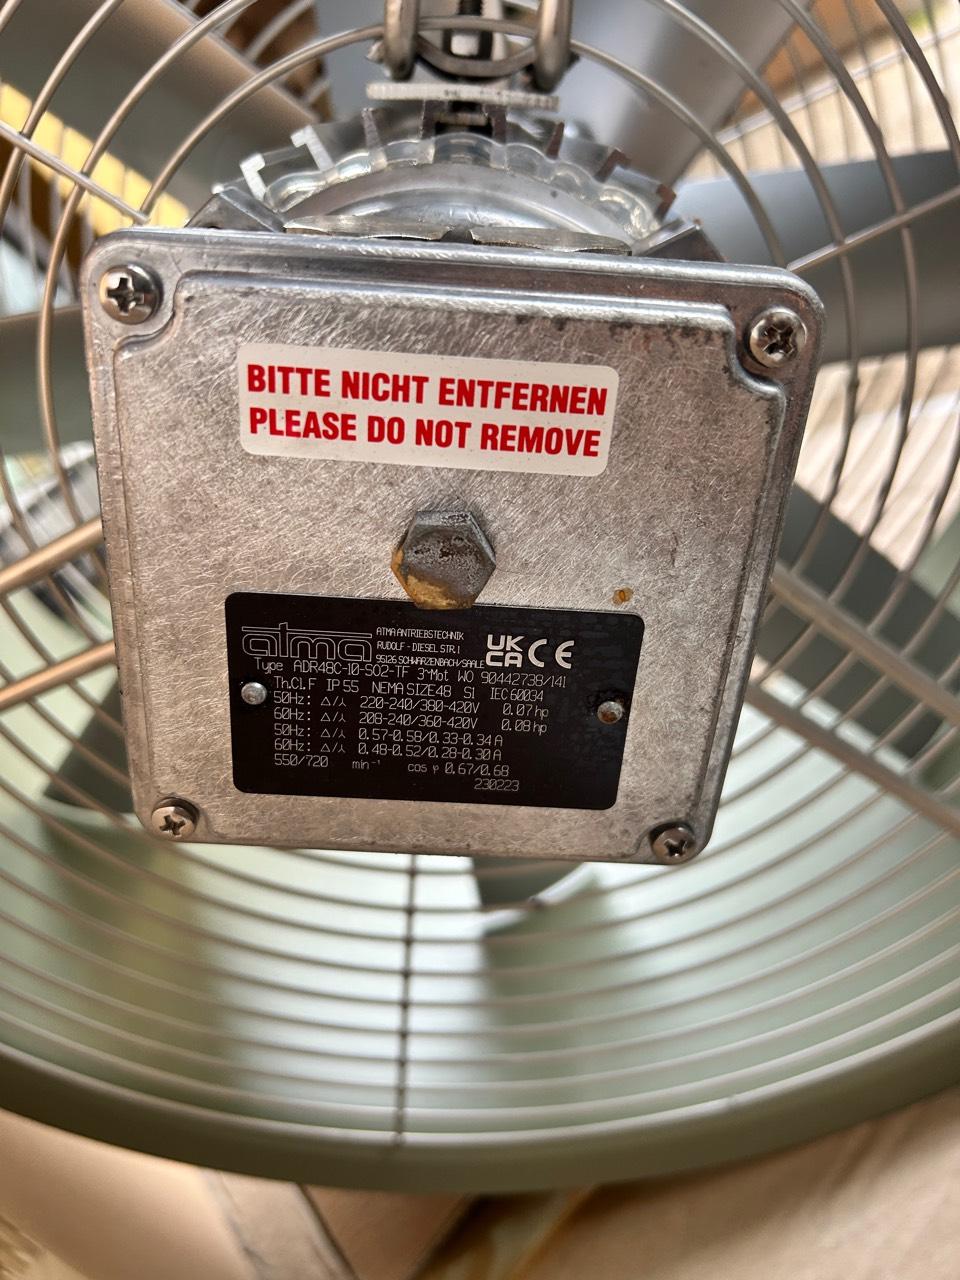 BITTE NICHT ENTFERNEN
PLEASE DO NOT REMOVE
atma
ATMA ANTRIEBSTECHNIK
RUDOLF - DIESEL STR.1
95126 SCHWARZENBACH/SAALE
UK
CA CE
Type ADR48C-10-S02-TF 3~Mot WO 90442738/141
Th.Cl.F IP 55 NEMA SIZE 48 S1 IEC 60034
50Hz: △/⅄ 220-240/380-420V 0.07 hp
60Hz: △/⅄ 208-240/360-420V 0.08 hp
50Hz: △/⅄ 0.57-0.58/0.33-0.34 A
60Hz: △/⅄ 0.48-0.52/0.28-0.30 A
550/720 min⁻¹ cos φ 0.67/0.68
230223